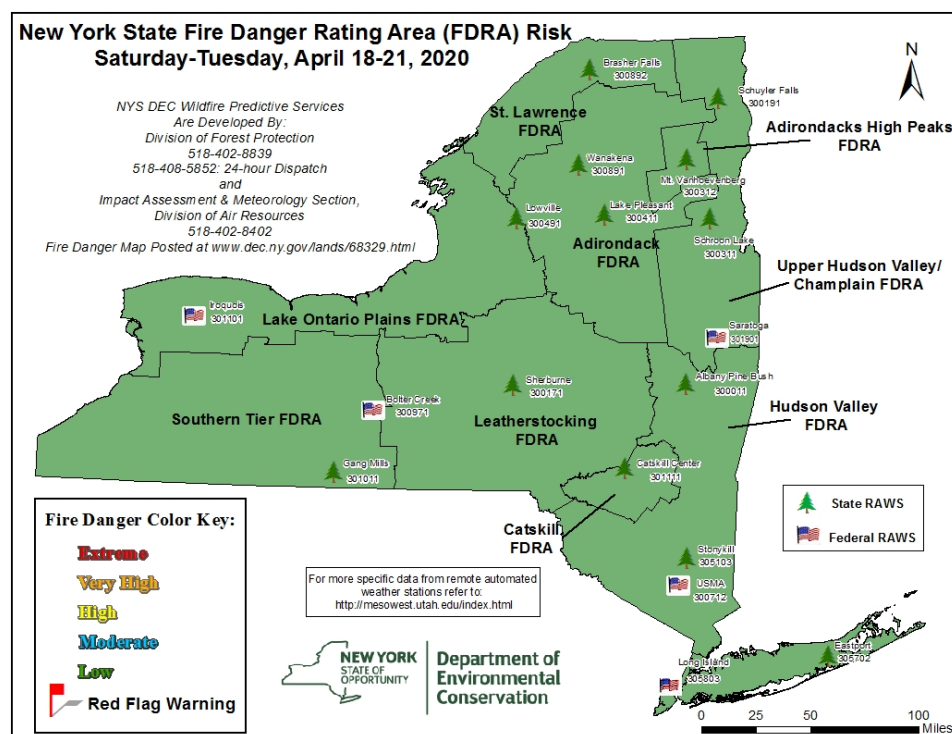 New York State Fire Danger Rating Area (FDRA) Risk
Saturday-Tuesday, April 18-21, 2020
NYS DEC Wildfire Predictive Services
Are Developed By:
Division of Forest Protection
518-402-8839
518-408-5852: 24-hour Dispatch
and
Impact Assessment & Meteorology Section,
Division of Air Resources
518-402-8402
Fire Danger Map Posted at www.dec.ny.gov/lands/68329.html
N
Brasher Falls
300892
Schuyler Falls
300191
St. Lawrence
FDRA
Adirondacks High Peaks
FDRA
Wanakena
300891
Mt. Vanhoevenberg
300312
Lowville
300491
Lake Pleasant
300411
Schroon Lake
300311
Adirondack
FDRA
Upper Hudson Valley/
Champlain FDRA
Iroquois
301101
Lake Ontario Plains FDRA
Saratoga
301901
Sherburne
300171
Albany Pine Bush
300011
Bolter Creek
300971
Southern Tier FDRA
Leatherstocking
FDRA
Hudson Valley
FDRA
Gang Mills
301011
Catskill Center
301111
Catskill
FDRA
Stonykill
305103
USMA
300712
Eastport
305702
Long Island
305803
State RAWS
Federal RAWS
Fire Danger Color Key:
Extreme
Very High
High
Moderate
Low
Red Flag Warning
For more specific data from remote automated
weather stations refer to:
http://mesowest.utah.edu/index.html
NEW YORK
STATE OF
OPPORTUNITY
Department of
Environmental
Conservation
0 25 50 100
Miles